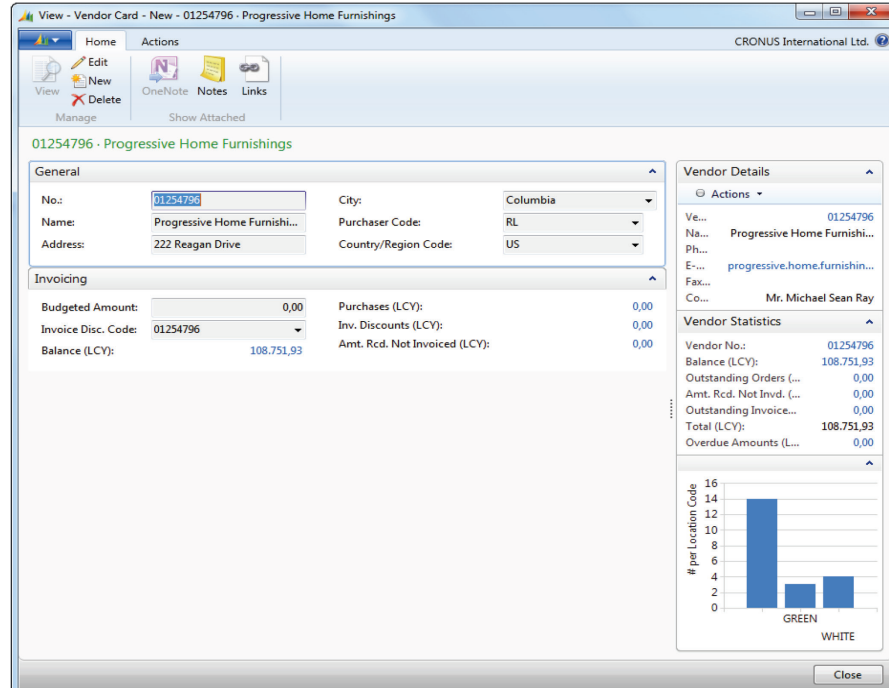 View - Vendor Card - New - 01254796 · Progressive Home Furnishings
Home Actions CRONUS International Ltd.
View Edit New Delete OneNote Notes Links
Manage Show Attached
01254796 · Progressive Home Furnishings
General
No.: 01254796 City: Columbia
Name: Progressive Home Furnishi... Purchaser Code: RL
Address: 222 Reagan Drive Country/Region Code: US
Invoicing
Budgeted Amount: 0,00 Purchases (LCY): 0,00
Invoice Disc. Code: 01254796 Inv. Discounts (LCY): 0,00
Balance (LCY): 108.751,93 Amt. Rcd. Not Invoiced (LCY): 0,00
Vendor Details
Actions
Ve... 01254796
Na... Progressive Home Furnishi...
Ph...
E-... progressive.home.furnishin...
Fax...
Co... Mr. Michael Sean Ray
Vendor Statistics
Vendor No.: 01254796
Balance (LCY): 108.751,93
Outstanding Orders (... 0,00
Amt. Rcd. Not Invd. (... 0,00
Outstanding Invoice... 0,00
Total (LCY): 108.751,93
Overdue Amounts (L... 0,00
# per Location Code
16
14
12
10
8
6
4
2
0
GREEN
WHITE
Close